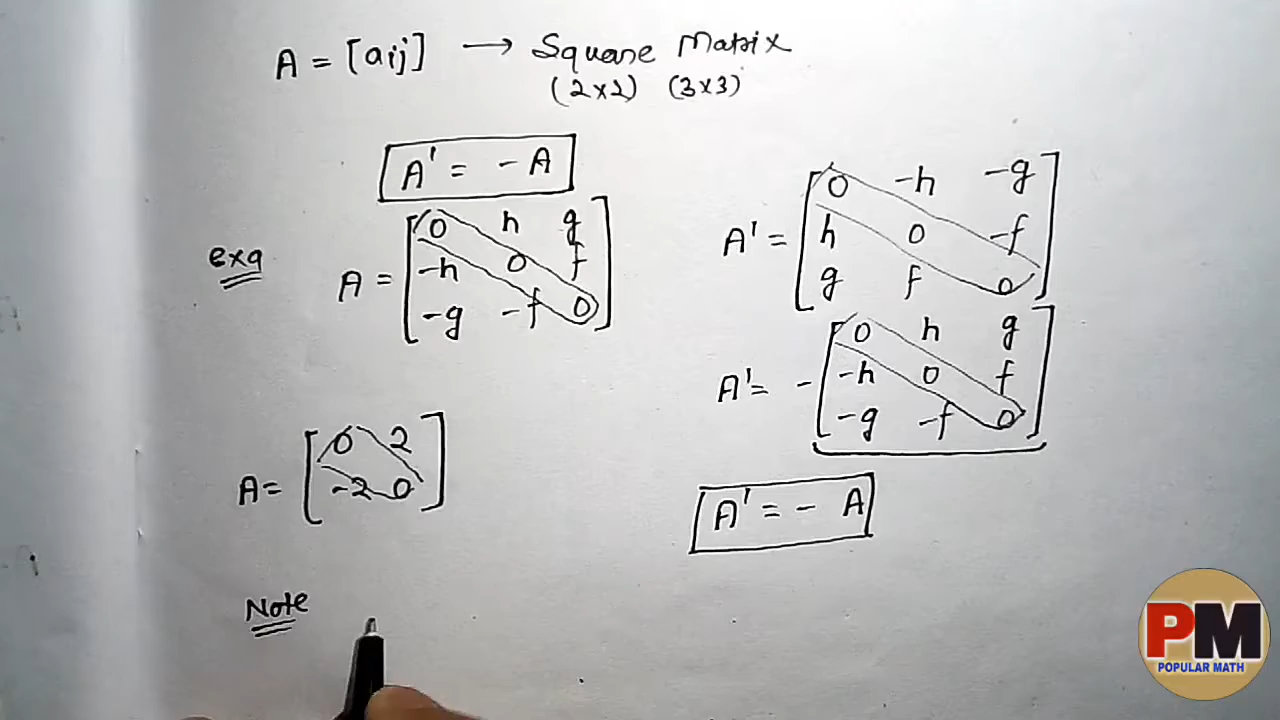 A = [aij] → Square Matrix
(2×2) (3×3)
A' = - A
exa
A = [0 h g
-h 0 f
-g -f 0]
A' = [0 -h -g
h 0 -f
g f 0]
A' = - [0 h g
-h 0 f
-g -f 0]
A = [0 2
-2 0]
A' = - A
Note
PM
POPULAR MATH